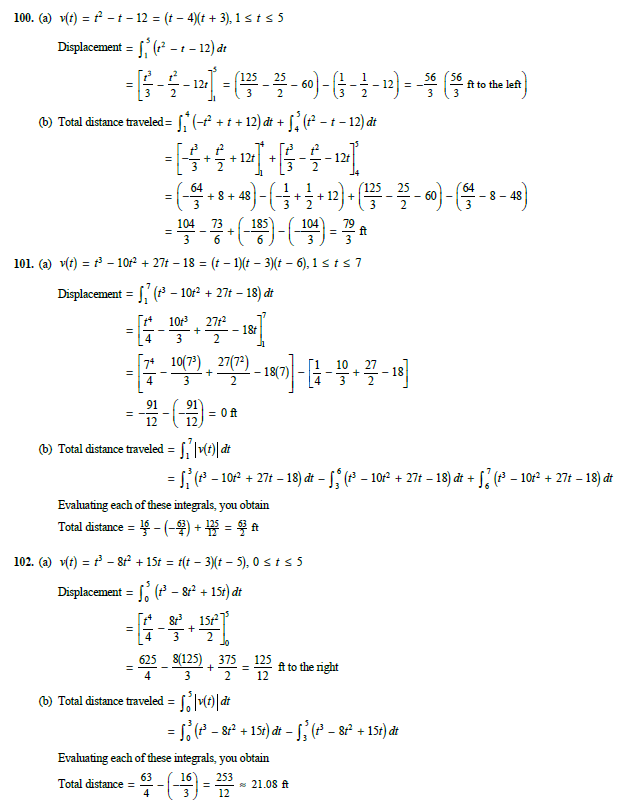 100. (a) v(t) = t² − t − 12 = (t − 4)(t + 3), 1 ≤ t ≤ 5
Displacement = ∫₁⁵ (t² − t − 12) dt
= [t³/3 − t²/2 − 12t]₁⁵ = (125/3 − 25/2 − 60) − (1/3 − 1/2 − 12) = −56/3 (56/3 ft to the left)
(b) Total distance traveled = ∫₁⁴ (−t² + t + 12) dt + ∫₄⁵ (t² − t − 12) dt
= [−t³/3 + t²/2 + 12t]₁⁴ + [t³/3 − t²/2 − 12t]₄⁵
= (−64/3 + 8 + 48) − (−1/3 + 1/2 + 12) + (125/3 − 25/2 − 60) − (64/3 − 8 − 48)
= 104/3 − 73/6 + (−185/6) − (−104/3) = 79/3 ft
101. (a) v(t) = t³ − 10t² + 27t − 18 = (t − 1)(t − 3)(t − 6), 1 ≤ t ≤ 7
Displacement = ∫₁⁷ (t³ − 10t² + 27t − 18) dt
= [t⁴/4 − 10t³/3 + 27t²/2 − 18t]₁⁷
= [7⁴/4 − 10(7³)/3 + 27(7²)/2 − 18(7)] − [1/4 − 10/3 + 27/2 − 18]
= −91/12 − (−91/12) = 0 ft
(b) Total distance traveled = ∫₁⁷ |v(t)| dt
= ∫₁³ (t³ − 10t² + 27t − 18) dt − ∫₃⁶ (t³ − 10t² + 27t − 18) dt + ∫₆⁷ (t³ − 10t² + 27t − 18) dt
Evaluating each of these integrals, you obtain
Total distance = 16/3 − (−63/4) + 125/12 = 63/2 ft
102. (a) v(t) = t³ − 8t² + 15t = t(t − 3)(t − 5), 0 ≤ t ≤ 5
Displacement = ∫₀⁵ (t³ − 8t² + 15t) dt
= [t⁴/4 − 8t³/3 + 15t²/2]₀⁵
= 625/4 − 8(125)/3 + 375/2 = 125/12 ft to the right
(b) Total distance traveled = ∫₀⁵ |v(t)| dt
= ∫₀³ (t³ − 8t² + 15t) dt − ∫₃⁵ (t³ − 8t² + 15t) dt
Evaluating each of these integrals, you obtain
Total distance = 63/4 − (−16/3) = 253/12 ≈ 21.08 ft